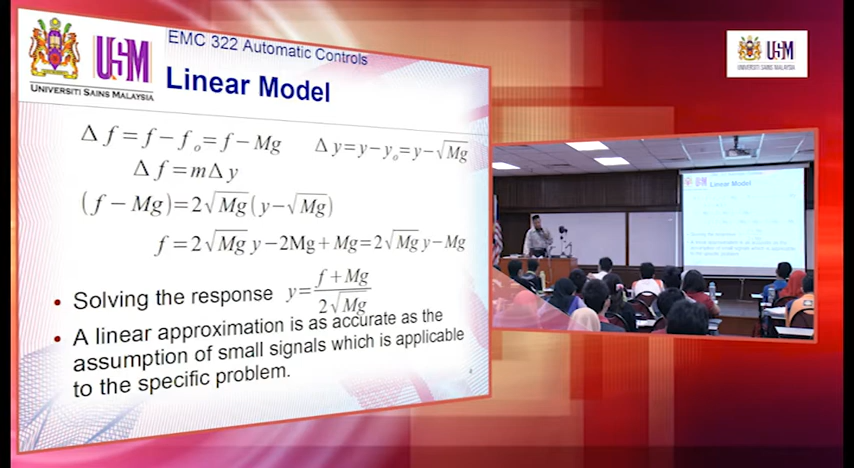 USM
UNIVERSITI SAINS MALAYSIA
EMC 322 Automatic Controls
Linear Model
Δf=f−fₒ=f−Mg Δy=y−yₒ=y−√Mg
Δf=mΔy
(f−Mg)=2√Mg(y−√Mg)
f=2√Mg y−2Mg+Mg=2√Mg y−Mg
• Solving the response y=(f+Mg)/(2√Mg)
• A linear approximation is as accurate as the
assumption of small signals which is applicable
to the specific problem.
USM
UNIVERSITI SAINS MALAYSIA
Linear Model